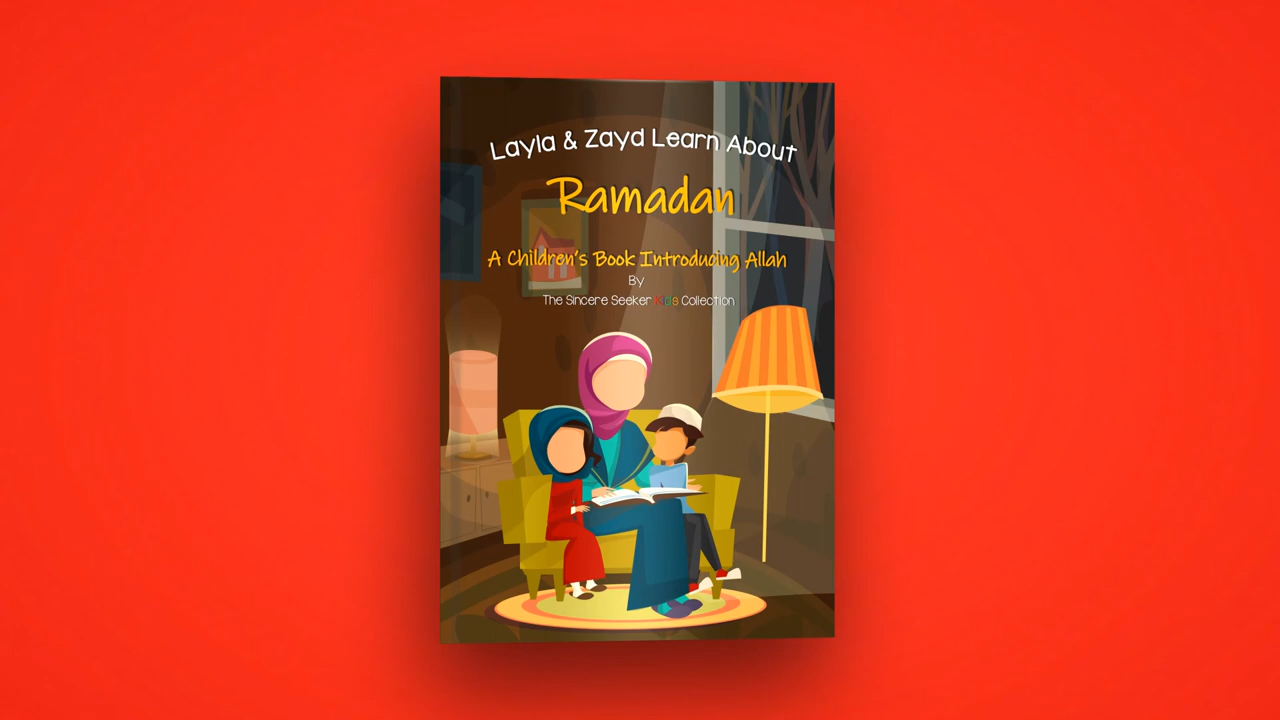 Layla & Zayd Learn About
Ramadan
A Children's Book Introducing Allah
By
The Sincere Seeker Kids Collection